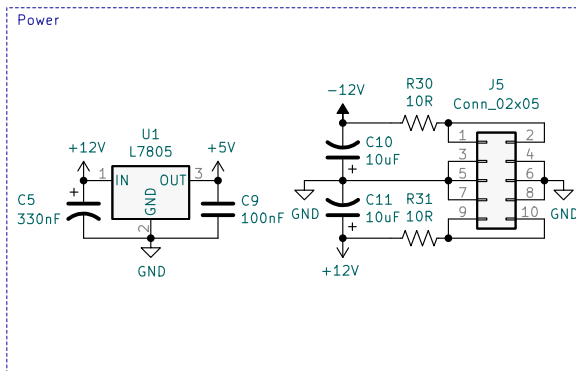 Power
U1
L7805
+12V
+5V
1
IN
OUT
3
GND
2
C5
330nF
+
C9
100nF
GND
-12V
R30
10R
J5
Conn_02x05
C10
10uF
+
GND
C11
10uF
+
R31
10R
+12V
1 2
3 4
5 6
7 8
9 10
GND